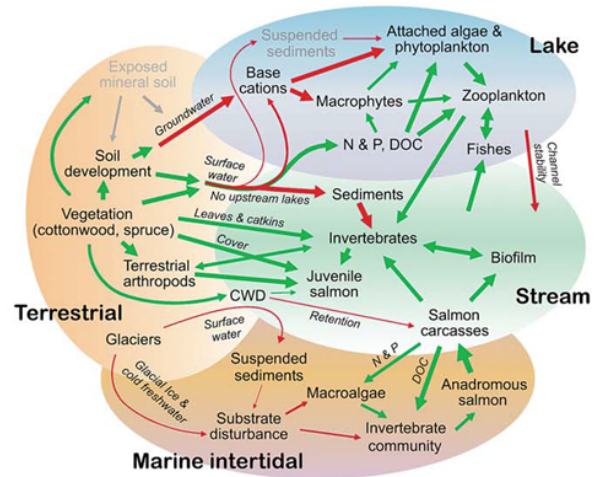 Suspended
sediments
Attached algae &
phytoplankton
Lake
Exposed
mineral soil
Base
cations
Groundwater
Macrophytes
Zooplankton
N & P, DOC
Fishes
Channel
stability
Soil
development
Surface
water
No upstream lakes
Sediments
Vegetation
(cottonwood, spruce)
Leaves & catkins
Cover
Invertebrates
Biofilm
Terrestrial
arthropods
Juvenile
salmon
CWD
Stream
Terrestrial
Glaciers
Surface
water
Retention
Salmon
carcasses
Suspended
sediments
N & P
DOC
Glacial Ice &
cold freshwater
Macroalgae
Anadromous
salmon
Substrate
disturbance
Invertebrate
community
Marine intertidal